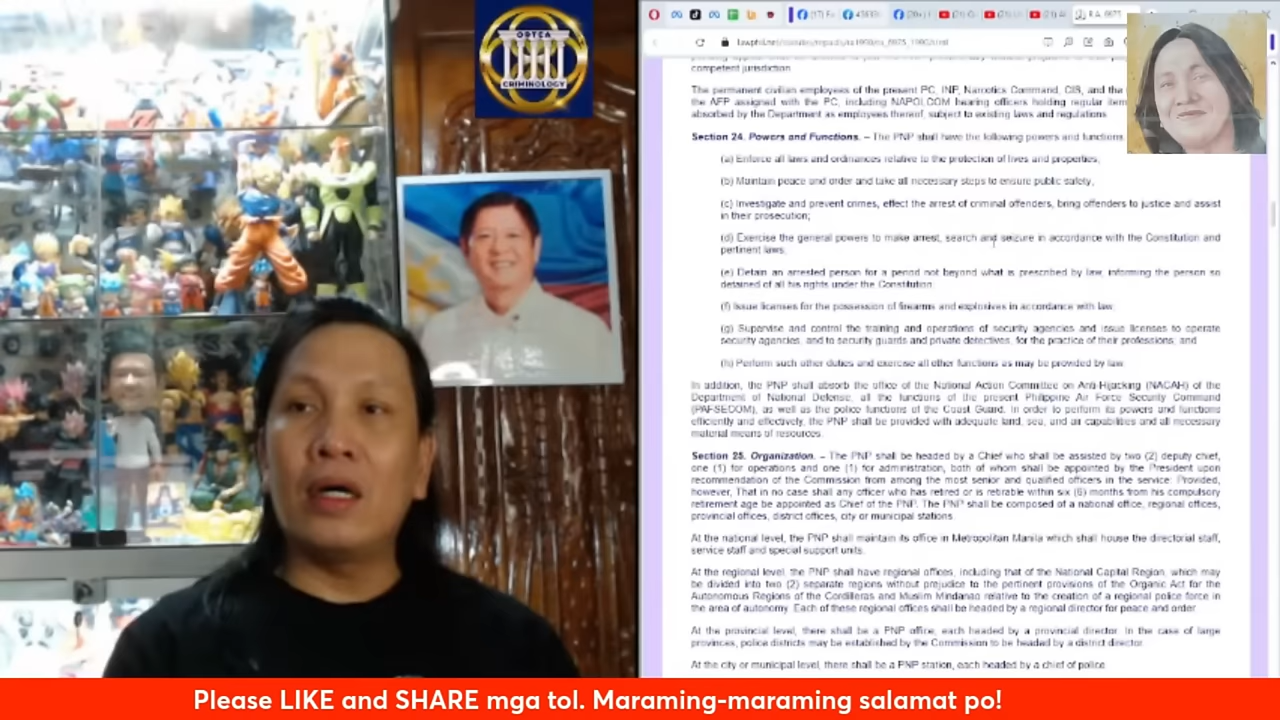 ORTEA
CRIMINOLOGY
competent jurisdiction.
The permanent civilian employees of the present PC, INP, Narcotics Command, CIS, and the
the AFP assigned with the PC, including NAPOLCOM hearing officers holding regular item
absorbed by the Department as employees thereof, subject to existing laws and regulations.
Section 24. Powers and Functions. – The PNP shall have the following powers and functions
(a) Enforce all laws and ordinances relative to the protection of lives and properties;
(b) Maintain peace and order and take all necessary steps to ensure public safety;
(c) Investigate and prevent crimes, effect the arrest of criminal offenders, bring offenders to justice and assist
in their prosecution;
(d) Exercise the general powers to make arrest, search and seizure in accordance with the Constitution and
pertinent laws;
(e) Detain an arrested person for a period not beyond what is prescribed by law, informing the person so
detained of all his rights under the Constitution;
(f) Issue licenses for the possession of firearms and explosives in accordance with law;
(g) Supervise and control the training and operations of security agencies and issue licenses to operate
security agencies, and to security guards and private detectives, for the practice of their professions; and
(h) Perform such other duties and exercise all other functions as may be provided by law.
In addition, the PNP shall absorb the office of the National Action Committee on Anti-Hijacking (NACAH) of the
Department of National Defense, all the functions of the present Philippine Air Force Security Command
(PAFSECOM), as well as the police functions of the Coast Guard. In order to perform its powers and functions
efficiently and effectively, the PNP shall be provided with adequate land, sea, and air capabilities and all necessary
material means of resources.
Section 25. Organization. – The PNP shall be headed by a Chief who shall be assisted by two (2) deputy chief,
one (1) for operations and one (1) for administration, both of whom shall be appointed by the President upon
recommendation of the Commission from among the most senior and qualified officers in the service: Provided,
however, That in no case shall any officer who has retired or is retirable within six (6) months from his compulsory
retirement age be appointed as Chief of the PNP. The PNP shall be composed of a national office, regional offices,
provincial offices, district offices, city or municipal stations.
At the national level, the PNP shall maintain its office in Metropolitan Manila which shall house the directorial staff,
service staff and special support units.
At the regional level, the PNP shall have regional offices, including that of the National Capital Region, which may
be divided into two (2) separate regions without prejudice to the pertinent provisions of the Organic Act for the
Autonomous Regions of the Cordilleras and Muslim Mindanao relative to the creation of a regional police force in
the area of autonomy. Each of these regional offices shall be headed by a regional director for peace and order.
At the provincial level, there shall be a PNP office, each headed by a provincial director. In the case of large
provinces, police districts may be established by the Commission to be headed by a district director.
At the city or municipal level, there shall be a PNP station, each headed by a chief of police.
Please LIKE and SHARE mga tol. Maraming-maraming salamat po!